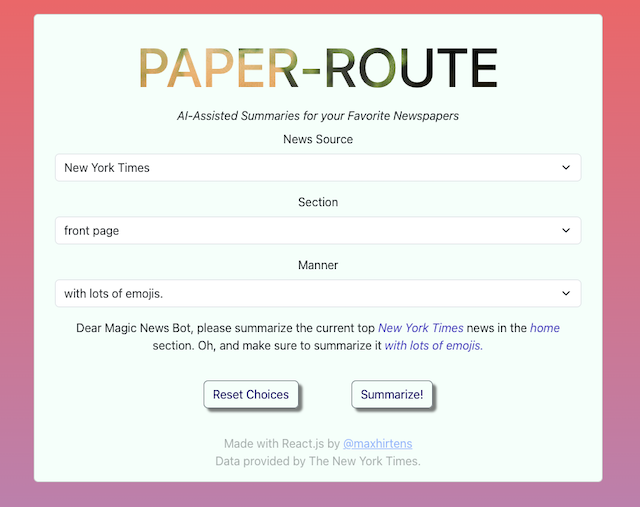 PAPER-ROUTE
AI-Assisted Summaries for your Favorite Newspapers
News Source
New York Times
Section
front page
Manner
with lots of emojis.
Dear Magic News Bot, please summarize the current top New York Times news in the home
section. Oh, and make sure to summarize it with lots of emojis.
Reset Choices
Summarize!
Made with React.js by @maxhirtens
Data provided by The New York Times.